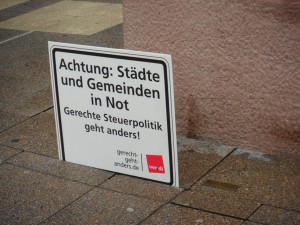 Achtung: Städte
und Gemeinden
in Not
Gerechte Steuerpolitik
geht anders!
gerecht-
geht-
anders.de
ver.di